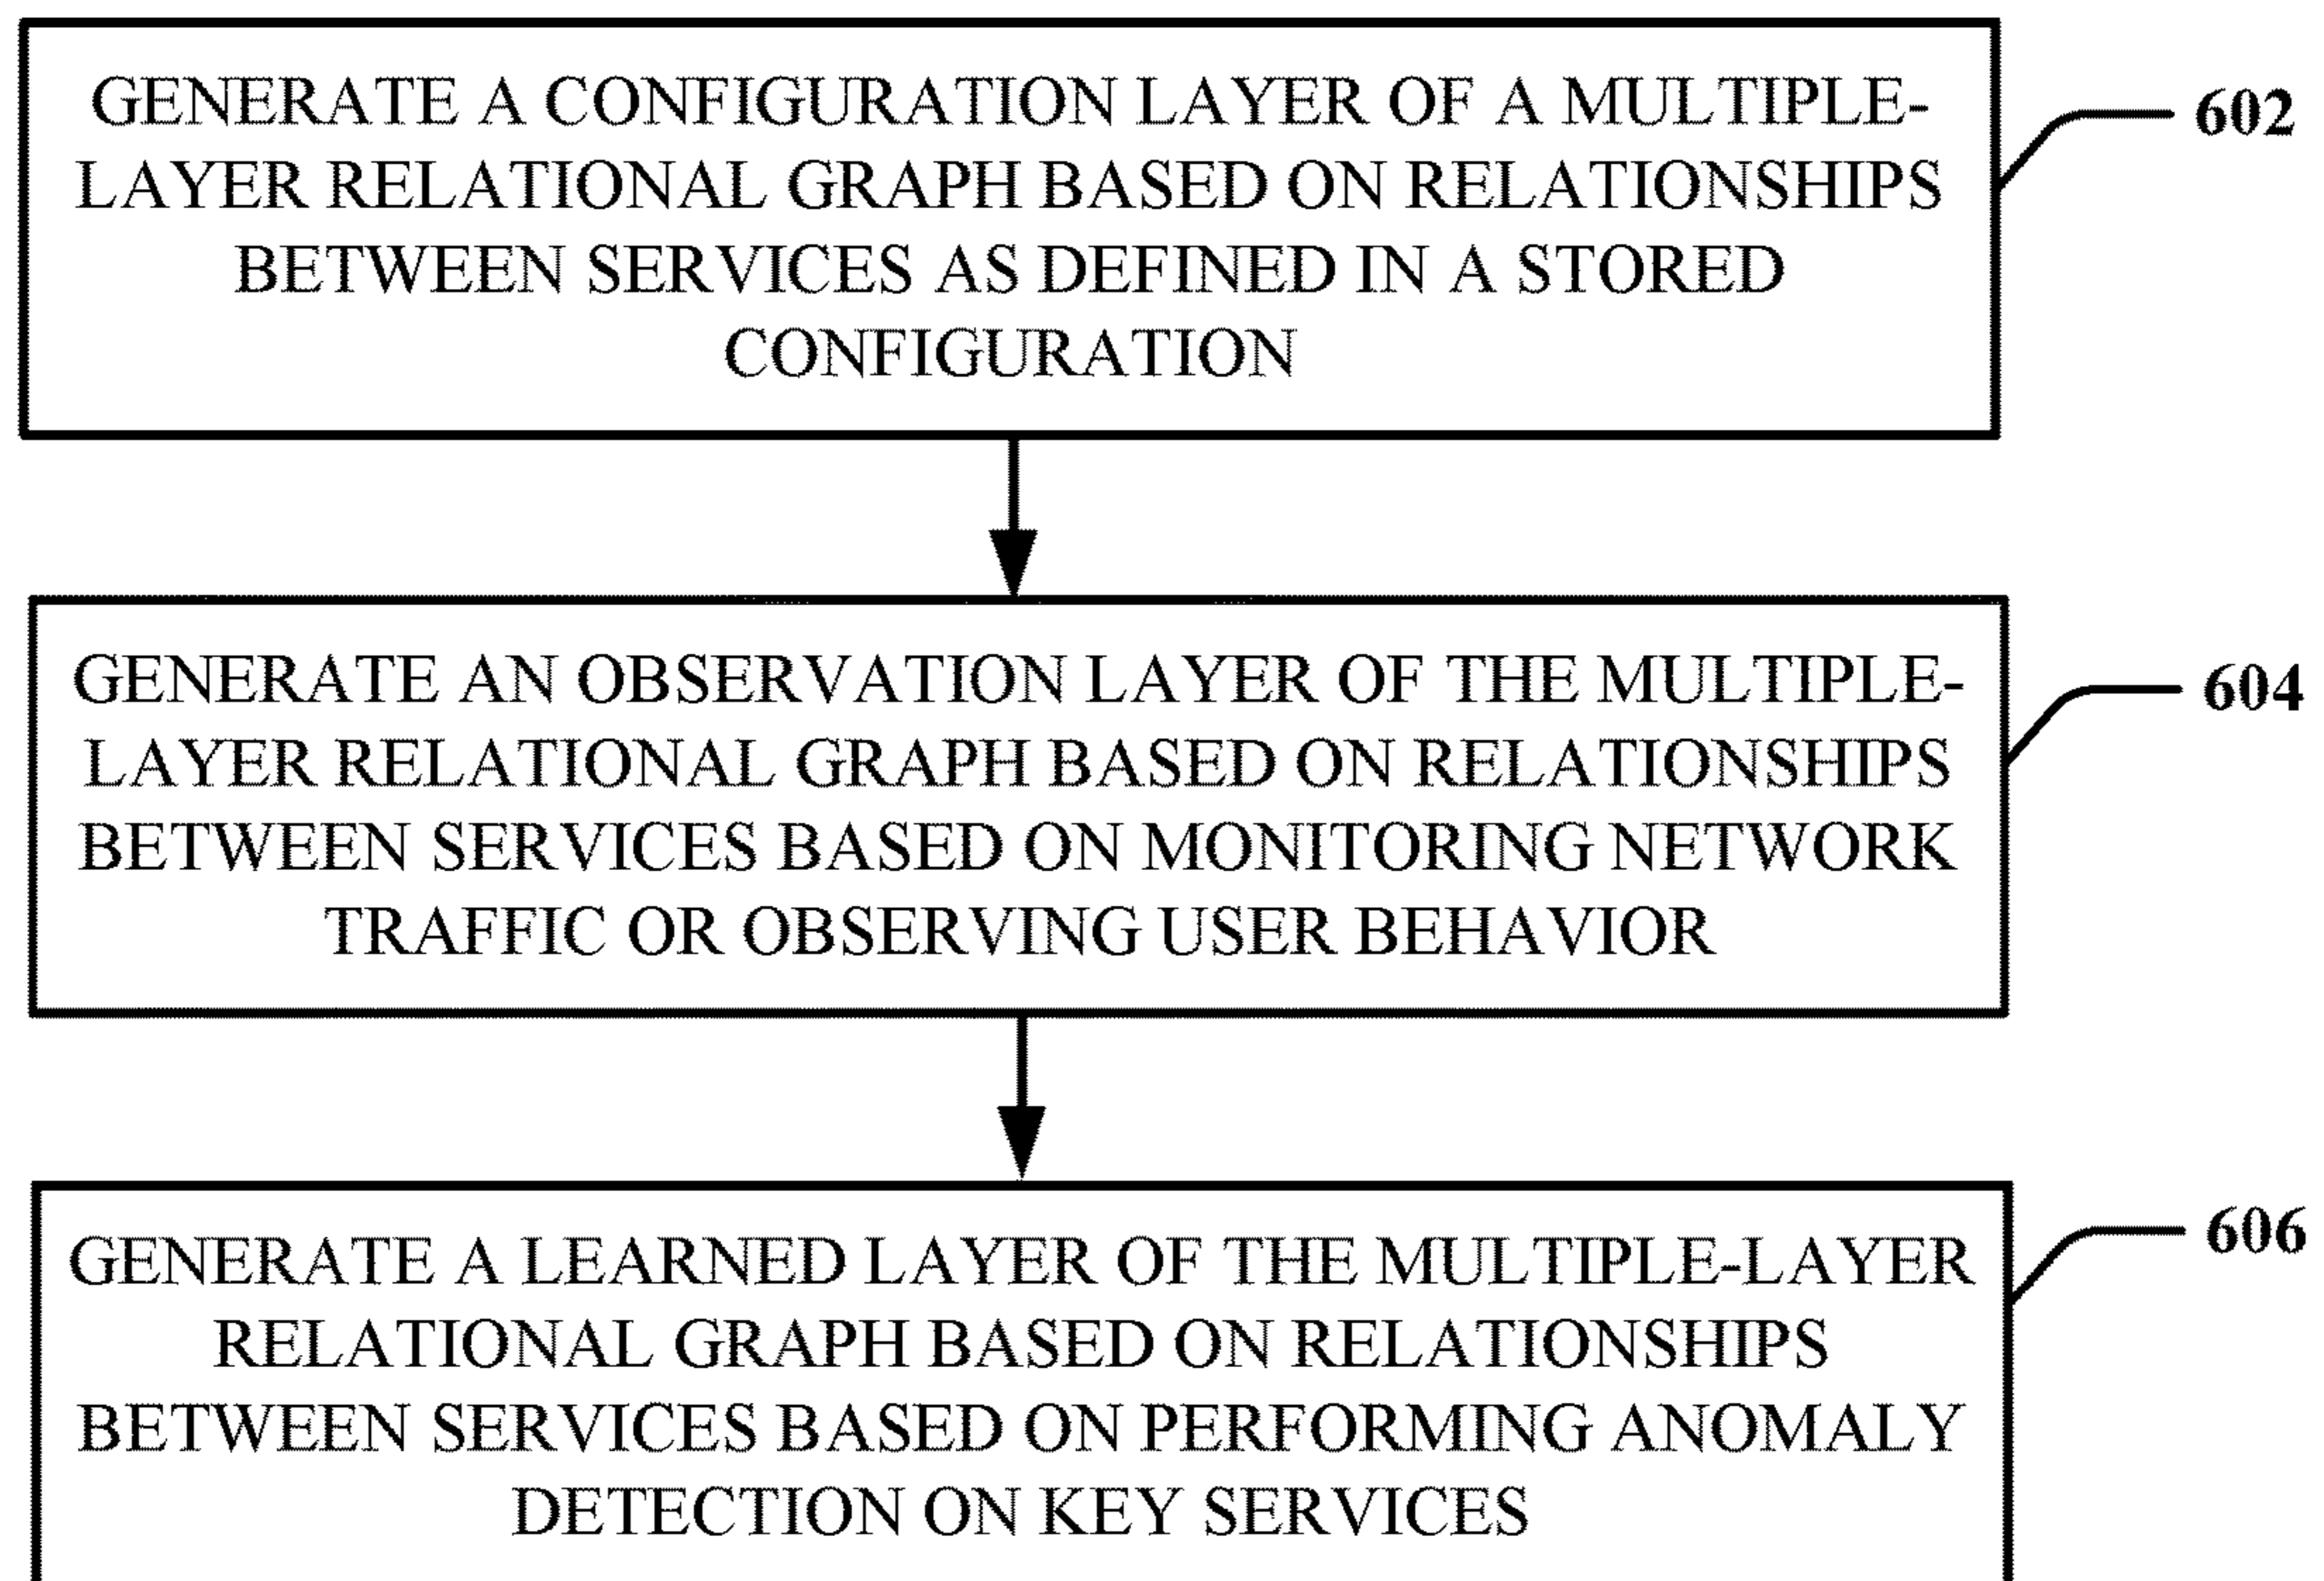 GENERATE A CONFIGURATION LAYER OF A MULTIPLE-
LAYER RELATIONAL GRAPH BASED ON RELATIONSHIPS
BETWEEN SERVICES AS DEFINED IN A STORED
CONFIGURATION
602
GENERATE AN OBSERVATION LAYER OF THE MULTIPLE-
LAYER RELATIONAL GRAPH BASED ON RELATIONSHIPS
BETWEEN SERVICES BASED ON MONITORING NETWORK
TRAFFIC OR OBSERVING USER BEHAVIOR
604
GENERATE A LEARNED LAYER OF THE MULTIPLE-LAYER
RELATIONAL GRAPH BASED ON RELATIONSHIPS
BETWEEN SERVICES BASED ON PERFORMING ANOMALY
DETECTION ON KEY SERVICES
606